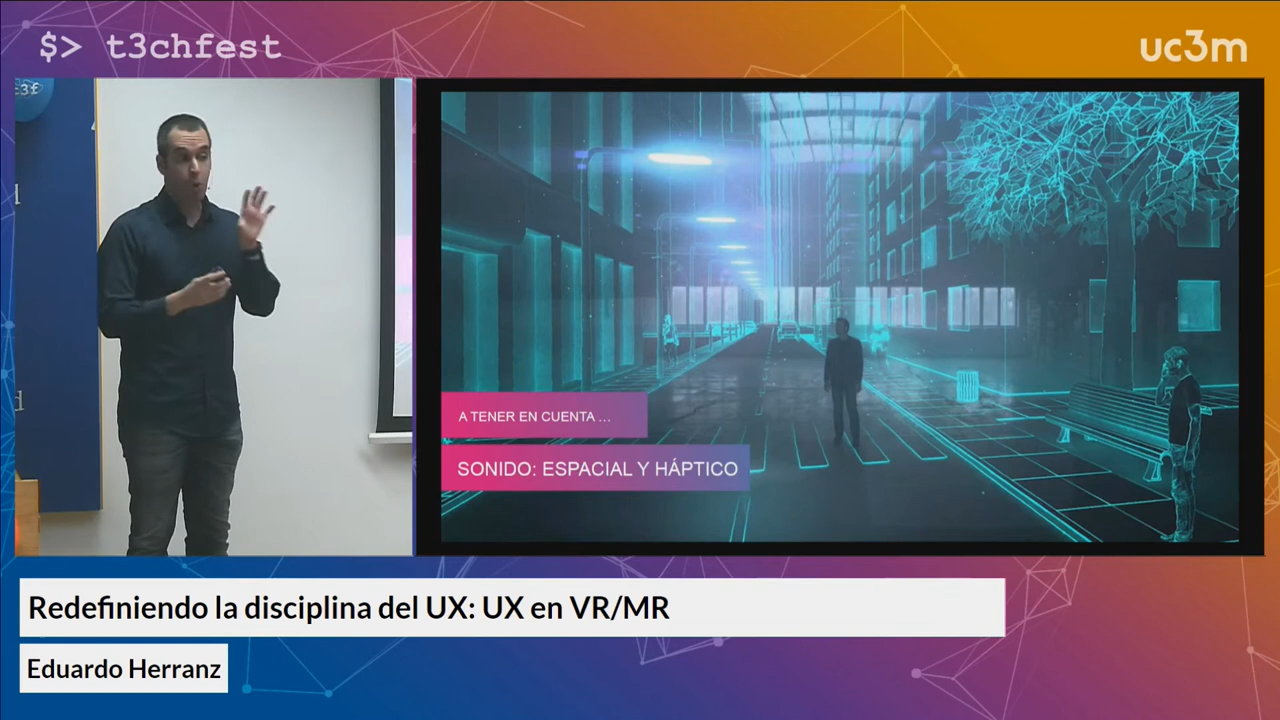 $> t3chfest
uc3m
A TENER EN CUENTA ...
SONIDO: ESPACIAL Y HÁPTICO
Redefiniendo la disciplina del UX: UX en VR/MR
Eduardo Herranz